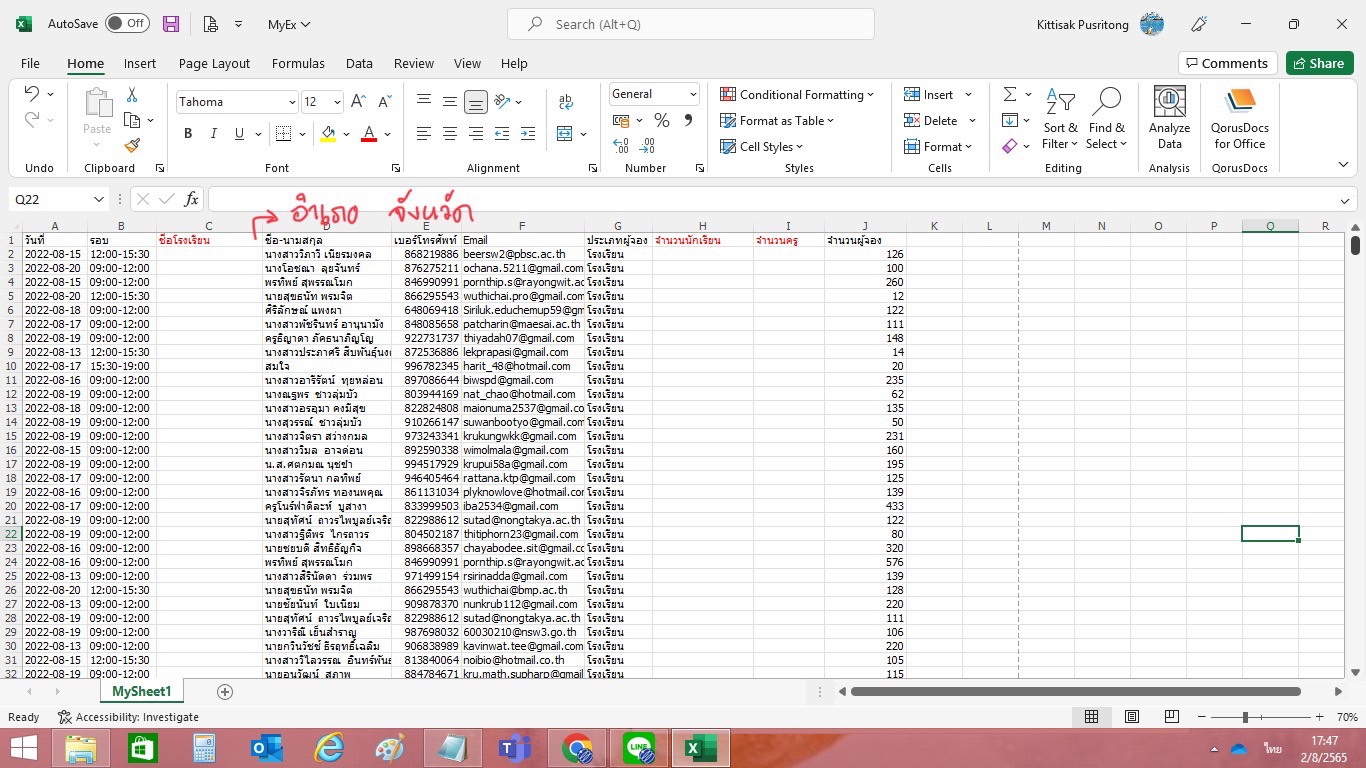 AutoSave Off MyEx Search (Alt+Q) Kittisak Pusritong
File Home Insert Page Layout Formulas Data Review View Help Comments Share
Paste Tahoma 12 General Conditional Formatting Format as Table Cell Styles Insert Delete Format Sort & Filter Find & Select Analyze Data QorusDocs for Office
Undo Clipboard Font Alignment Number Styles Cells Editing Analysis QorusDocs
Q22 fx
อำเภอ จังหวัด
A B C D E F G H I J K L M N O P Q R
1 วันที่ รอบ ชื่อโรงเรียน ชื่อ-นามสกุล เบอร์โทรศัพท์ Email ประเภทผู้จอง จำนวนนักเรียน จำนวนครู จำนวนผู้จอง
2 2022-08-15 12:00-15:30 นางสาววิภาวี เนียรมงคล 868219886 beersw2@pbsc.ac.th โรงเรียน 126
3 2022-08-20 09:00-12:00 นางโอชณา ลุยจันทร์ 876275211 ochana.5211@gmail.com โรงเรียน 100
4 2022-08-15 09:00-12:00 พรทิพย์ สุพรรณโมก 846990991 pornthip.s@rayongwit.ac โรงเรียน 260
5 2022-08-20 12:00-15:30 นายสุขธนัท พรมจิต 866295543 wuthichai.pro@gmail.com โรงเรียน 12
6 2022-08-18 09:00-12:00 ศิริลักษณ์ แพงผา 648069418 Siriluk.educhemup59@gm โรงเรียน 122
7 2022-08-17 09:00-12:00 นางสาวพัชรินทร์ อานุนามัง 848085658 patcharin@maesai.ac.th โรงเรียน 111
8 2022-08-19 09:00-12:00 ครูธิญาดา ภัคธนาภิญโญ 922731737 thiyadah07@gmail.com โรงเรียน 148
9 2022-08-13 12:00-15:30 นางสาวประภาศรี สืบพันธุ์ 872536886 lekprapasi@gmail.com โรงเรียน 14
10 2022-08-17 15:30-19:00 สมใจ 996782345 harit_48@hotmail.com โรงเรียน 20
11 2022-08-16 09:00-12:00 นางสาวอารีรัตน์ ทุยหล่อน 897086644 biwspd@gmail.com โรงเรียน 235
12 2022-08-19 09:00-12:00 นางณฐพร ชาวลุ่มบัว 803944169 nat_chao@hotmail.com โรงเรียน 62
13 2022-08-18 09:00-12:00 นางสาวอรอุมา คงมีสุข 822824808 maionuma2537@gmail.co โรงเรียน 135
14 2022-08-19 09:00-12:00 นางสุวรรณ์ ชาวลุ่มบัว 910266147 suwanbootyo@gmail.com โรงเรียน 50
15 2022-08-19 09:00-12:00 นางสาวจิตรา สว่างกมล 973243341 krukungwkk@gmail.com โรงเรียน 231
16 2022-08-15 09:00-12:00 นางสาววิมล อาจต่อน 892590338 wimolmala@gmail.com โรงเรียน 160
17 2022-08-19 09:00-12:00 น.ส.ศตกมณ นุชขำ 994517929 krupui58a@gmail.com โรงเรียน 195
18 2022-08-17 09:00-12:00 นางสาวรัตนา กลทิพย์ 946405464 rattana.ktp@gmail.com โรงเรียน 125
19 2022-08-16 09:00-12:00 นางสาวจิรภัทร ทองนพคุณ 861131034 plyknowlove@hotmail.com โรงเรียน 139
20 2022-08-17 09:00-12:00 ครูโนร์ฟาดีละห์ บูสางา 833999503 iba2534@gmail.com โรงเรียน 433
21 2022-08-19 09:00-12:00 นายสุทัศน์ ถาวรไพบูลย์เจริญ 822988612 sutad@nongtakya.ac.th โรงเรียน 122
22 2022-08-19 09:00-12:00 นางสาวฐิติพร ไกรถาวร 804502187 thitiphorn23@gmail.com โรงเรียน 80
23 2022-08-16 09:00-12:00 นายชยบดี สิทธิธัญกิจ 898668357 chayabodee.sit@gmail.co โรงเรียน 320
24 2022-08-16 09:00-12:00 พรทิพย์ สุพรรณโมก 846990991 pornthip.s@rayongwit.ac โรงเรียน 576
25 2022-08-13 09:00-12:00 นางสาวสิรินัดดา ร่วมพร 971499154 rsirinadda@gmail.com โรงเรียน 139
26 2022-08-20 12:00-15:30 นายสุขธนัท พรมจิต 866295543 wuthichai@bmp.ac.th โรงเรียน 128
27 2022-08-13 09:00-12:00 นายชัยนันท์ ใบเนียม 909878370 nunkrub112@gmail.com โรงเรียน 220
28 2022-08-19 09:00-12:00 นายสุทัศน์ ถาวรไพบูลย์เจริญ 822988612 sutad@nongtakya.ac.th โรงเรียน 111
29 2022-08-19 09:00-12:00 นางวาริณี เย็นสำราญ 987698032 60030210@nsw3.go.th โรงเรียน 106
30 2022-08-13 09:00-12:00 นายกวินวัชช์ ธีรฤทธิ์เฉลิม 906838989 kavinwat.tee@gmail.com โรงเรียน 220
31 2022-08-15 12:00-15:30 นางสาววิไลวรรณ อินทร์พันธ 813840064 noibio@hotmail.co.th โรงเรียน 105
32 2022-08-19 09:00-12:00 นายอนุวัฒน์ สุภาพ 884784671 kru.math.supharp@gmail โรงเรียน 115
MySheet1
Ready Accessibility: Investigate 70%
LINE ไทย 17:47
2/8/2565